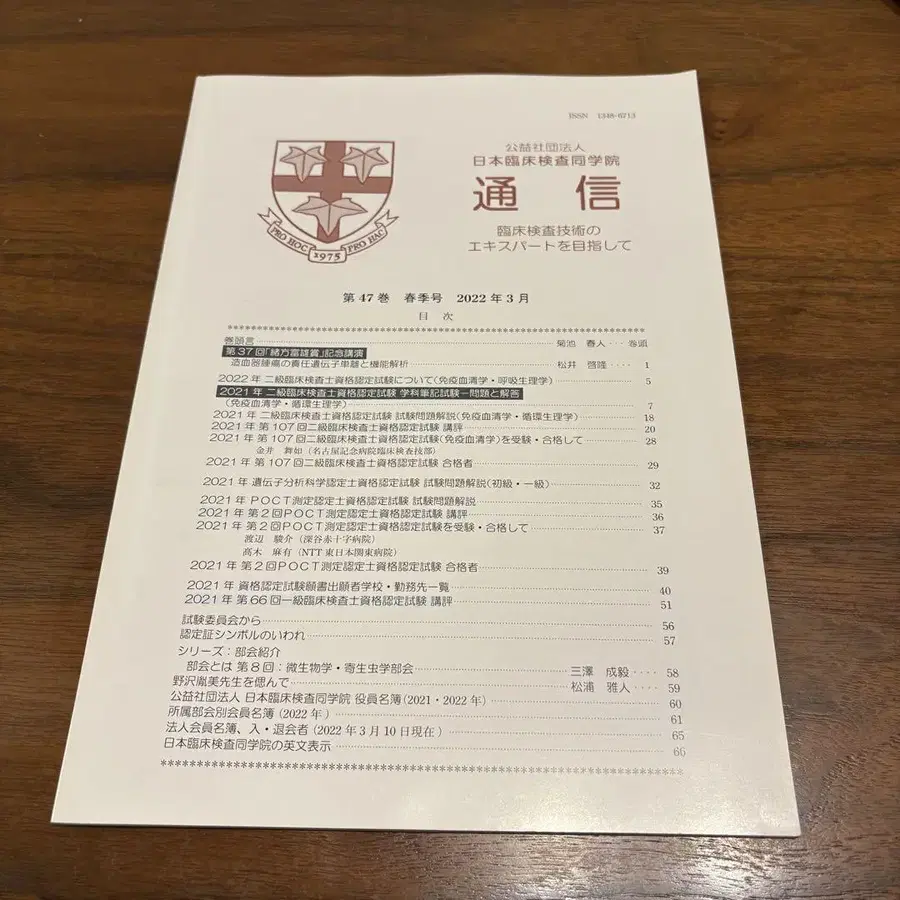 ISSN 1348-6713
公益社団法人
日本臨床検査同学院
通信
臨床検査技術の
エキスパートを目指して
PRO HOC 1975 PRO HAC
第47巻 春季号 2022年3月
目次
巻頭言 菊池 春人 巻頭
第37回「緒方富雄賞」記念講演
造血器腫瘍の責任遺伝子単離と機能解析 松井 啓隆 1
2022年 二級臨床検査士資格認定試験について(免疫血清学・呼吸生理学) 5
2021年 二級臨床検査士資格認定試験 学科筆記試験―問題と解答
(免疫血清学・循環生理学) 7
2021年 二級臨床検査士資格認定試験 試験問題解説(免疫血清学・循環生理学) 18
2021年 第107回二級臨床検査士資格認定試験 講評 20
2021年 第107回二級臨床検査士資格認定試験(免疫血清学)を受験・合格して 28
金井 舞如(名古屋記念病院臨床検査技部)
2021年 第107回二級臨床検査士資格認定試験 合格者 29
2021年 遺伝子分析科学認定士資格認定試験 試験問題解説(初級・一級) 32
2021年 POCT測定認定士資格認定試験 試験問題解説 35
2021年 第2回POCT測定認定士資格認定試験 講評 36
2021年 第2回POCT測定認定士資格認定試験を受験・合格して 37
渡辺 駿介(深谷赤十字病院)
髙木 麻有(NTT東日本関東病院)
2021年 第2回POCT測定認定士資格認定試験 合格者 39
2021年 資格認定試験願書出願者学校・勤務先一覧 40
2021年 第66回一級臨床検査士資格認定試験 講評 51
試験委員会から 56
認定証シンボルのいわれ 57
シリーズ:部会紹介
部会とは 第8回:微生物学・寄生虫学部会 三澤 成毅 58
野沢胤美先生を偲んで 松浦 雅人 59
公益社団法人 日本臨床検査同学院 役員名簿(2021・2022年) 60
所属部会別会員名簿(2022年) 61
法人会員名簿、入・退会者(2022年3月10日現在) 65
日本臨床検査同学院の英文表示 66